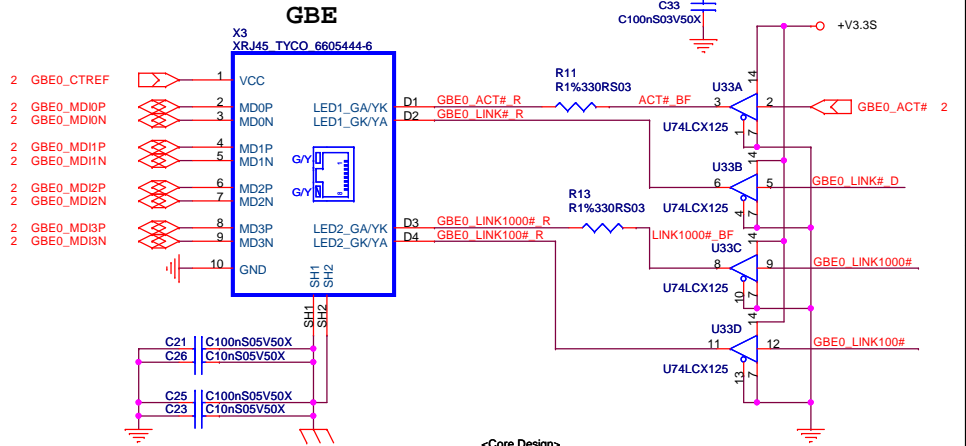 GBE
C33
C100nS03V50X
+V3.3S
X3
XRJ45_TYCO_6605444-6
2 GBE0_CTREF 1 VCC
2 GBE0_MDI0P 2 MD0P LED1_GA/YK D1 GBE0_ACT#_R
2 GBE0_MDI0N 3 MD0N LED1_GK/YA D2 GBE0_LINK#_R
2 GBE0_MDI1P 4 MD1P
2 GBE0_MDI1N 5 MD1N
G/Y
1
8
G/Y
2 GBE0_MDI2P 6 MD2P
2 GBE0_MDI2N 7 MD2N
2 GBE0_MDI3P 8 MD3P LED2_GA/YK D3 GBE0_LINK1000#_R
2 GBE0_MDI3N 9 MD3N LED2_GK/YA D4 GBE0_LINK100#_R
10 GND
SH1
SH2
SH1
SH2
R11
R1%330RS03
ACT#_BF
U33A
14
3 2 GBE0_ACT# 2
1 7
U74LCX125
U33B
14
6 5 GBE0_LINK#_D
4 7
U74LCX125
R13
R1%330RS03
LINK1000#_BF
U33C
14
8 9 GBE0_LINK1000#
10 7
U74LCX125
U33D
14
11 12 GBE0_LINK100#
13 7
U74LCX125
C21 C100nS05V50X
C26 C10nS05V50X
C25 C100nS05V50X
C23 C10nS05V50X
<Core Design>